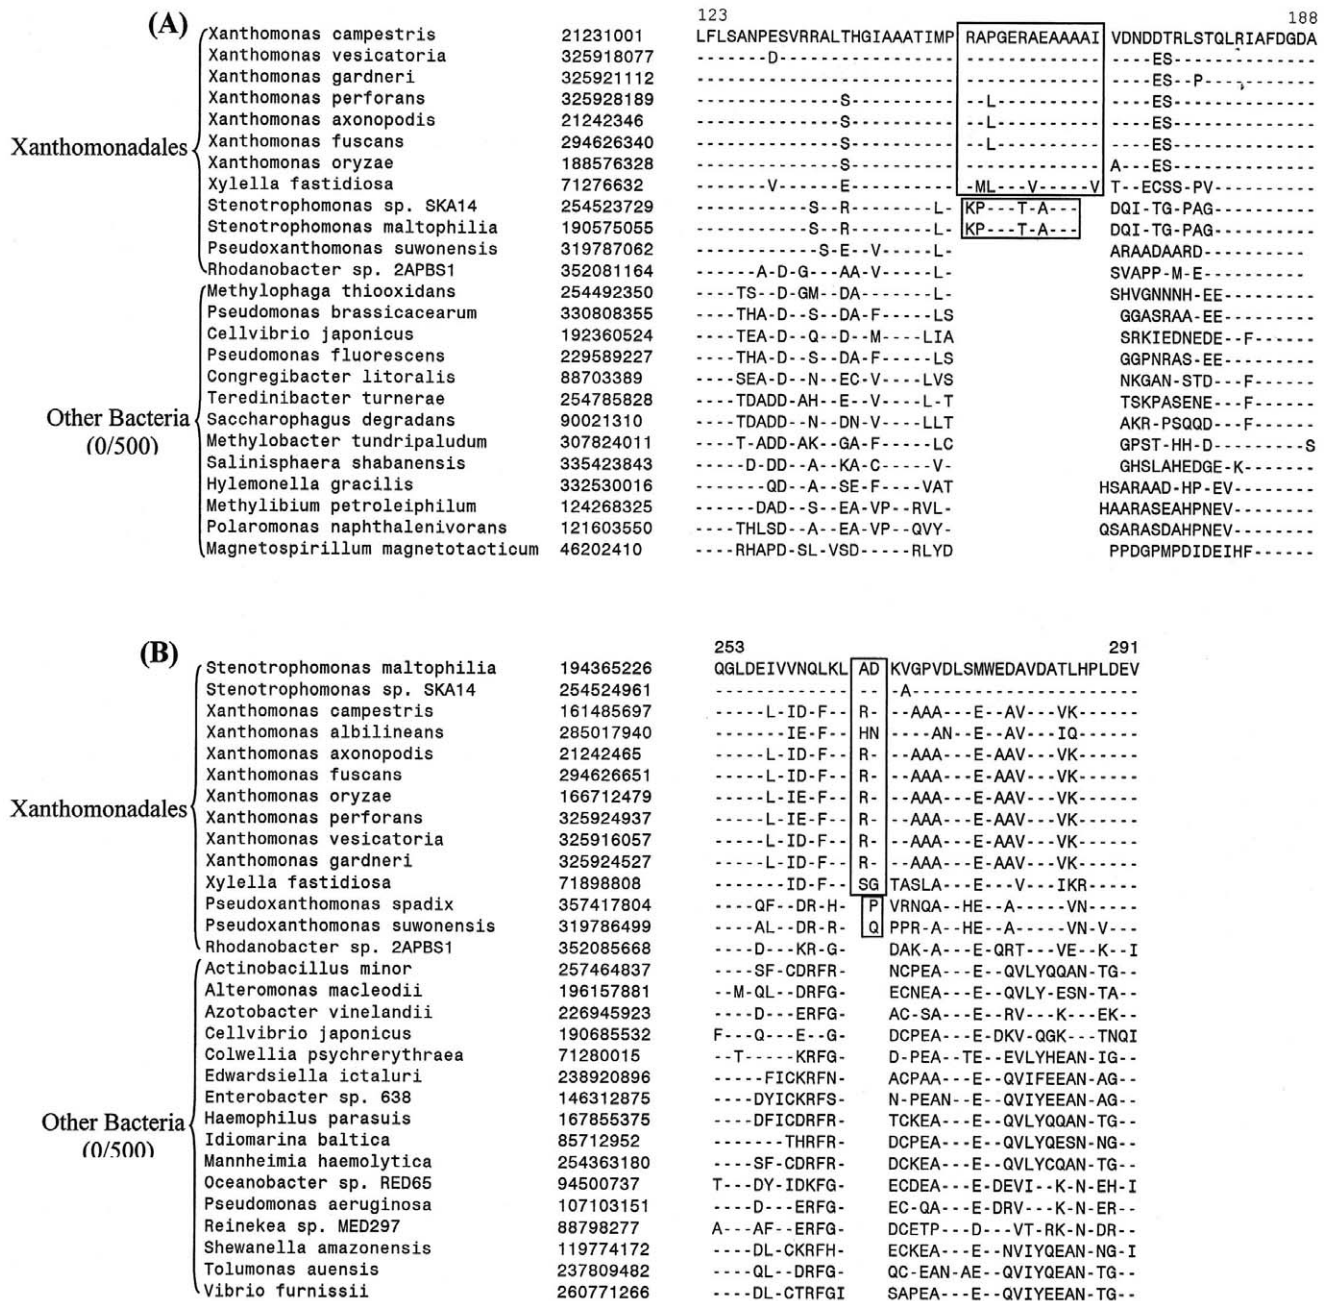 (A)
123 188
Xanthomonadales
Xanthomonas campestris 21231001 LFLSANPESVRRALTHGIAAATIMP RAPGERAEAAAAI VDNDDTRLSTQLRIAFDGDA
Xanthomonas vesicatoria 325918077 -------D----------------- ------------- ----ES--------------
Xanthomonas gardneri 325921112 ------------------------- ------------- ----ES--P-----------
Xanthomonas perforans 325928189 --------------S---------- --L---------- ----ES--------------
Xanthomonas axonopodis 21242346 --------------S---------- --L---------- ----ES--------------
Xanthomonas fuscans 294626340 --------------S---------- --L---------- ----ES--------------
Xanthomonas oryzae 188576328 --------------S---------- ------------- A---ES--------------
Xylella fastidiosa 71276632 -------V------E---------- -ML---V-----V T--ECSS-PV----------
Stenotrophomonas sp. SKA14 254523729 -----------S--R--------L- KP---T-A--- DQI-TG-PAG----------
Stenotrophomonas maltophilia 190575055 -----------S--R--------L- KP---T-A--- DQI-TG-PAG----------
Pseudoxanthomonas suwonensis 319787062 ------------S-E--V-----L- ARAADAARD-----------
Rhodanobacter sp. 2APBS1 352081164 ------A-D-G---AA-V-----L- SVAPP-M-E-----------
Other Bacteria
(0/500)
Methylophaga thiooxidans 254492350 ----TS--D-GM--DA-------L- SHVGNNNH-EE---------
Pseudomonas brassicacearum 330808355 ----THA-D--S--DA-F-----LS GGASRAA-EE---------
Cellvibrio japonicus 192360524 ----TEA-D--Q--D--M----LIA SRKIEDNEDE--F------
Pseudomonas fluorescens 229589227 ----THA-D--S--DA-F-----LS GGPNRAS-EE---------
Congregibacter litoralis 88703389 ----SEA-D--N--EC-V----LVS NKGAN-STD---F------
Teredinibacter turnerae 254785828 ----TDADD-AH--E--V----L-T TSKPASENE---F------
Saccharophagus degradans 90021310 ----TDADD--N--DN-V----LLT AKR-PSQQD---F------
Methylobacter tundripaludum 307824011 ----T-ADD-AK--GA-F-----LC GPST-HH-D---------S
Salinisphaera shabanensis 335423843 -----D-DD--A--KA-C-----V- GHSLAHEDGE-K-------
Hylemonella gracilis 332530016 -------QD--A--SE-F----VAT HSARAAD-HP-EV--------
Methylibium petroleiphilum 124268325 ------DAD--S--EA-VP--RVL- HAARASEAHPNEV--------
Polaromonas naphthalenivorans 121603550 ----THLSD--A--EA-VP--QVY- QSARASDAHPNEV--------
Magnetospirillum magnetotacticum 46202410 ----RHAPD-SL-VSD-----RLYD PPDGPMPDIDEIHF------
(B)
253 291
Xanthomonadales
Stenotrophomonas maltophilia 194365226 QGLDEIVVNQLKL AD KVGPVDLSMWEDAVDATLHPLDEV
Stenotrophomonas sp. SKA14 254524961 ------------- -- -A----------------------
Xanthomonas campestris 161485697 -----L-ID-F-- R- --AAA---E--AV---VK------
Xanthomonas albilineans 285017940 -------IE-F-- HN ----AN--E--AV---IQ------
Xanthomonas axonopodis 21242465 -----L-ID-F-- R- --AAA---E-AAV---VK------
Xanthomonas fuscans 294626651 -----L-ID-F-- R- --AAA---E-AAV---VK------
Xanthomonas oryzae 166712479 -----L-IE-F-- R- --AAA---E-AAV---VK------
Xanthomonas perforans 325924937 -----L-IE-F-- R- --AAA---E-AAV---VK------
Xanthomonas vesicatoria 325916057 -----L-ID-F-- R- --AAA---E-AAV---VK------
Xanthomonas gardneri 325924527 -----L-ID-F-- R- --AAA---E-AAV---VK------
Xylella fastidiosa 71898808 -------ID-F-- SG TASLA---E---V---IKR-----
Pseudoxanthomonas spadix 357417804 ----QF--DR-H- P VRNQA--HE--A-----VN-----
Pseudoxanthomonas suwonensis 319786499 ----AL--DR-R- Q PPR-A--HE--A-----VN-V---
Rhodanobacter sp. 2APBS1 352085668 ----D---KR-G- DAK-A---E-QRT---VE--K--I
Other Bacteria
(0/500)
Actinobacillus minor 257464837 ----SF-CDRFR- NCPEA---E--QVLYQQAN-TG--
Alteromonas macleodii 196157881 --M-QL--DRFG- ECNEA---E--QVLY-ESN-TA--
Azotobacter vinelandii 226945923 ----D---ERFG- AC-SA---E--RV---K---EK--
Cellvibrio japonicus 190685532 F---Q---E--G- DCPEA---E-DKV-QGK---TNQI
Colwellia psychrerythraea 71280015 --T-----KRFG- D-PEA--TE--EVLYHEAN-IG--
Edwardsiella ictaluri 238920896 -----FICKRFN- ACPAA---E--QVIFEEAN-AG--
Enterobacter sp. 638 146312875 ----DYICKRFS- N-PEAN--E--QVIYEEAN-AG--
Haemophilus parasuis 167855375 ----DFICDRFR- TCKEA---E--QVLYQQAN-TG--
Idiomarina baltica 85712952 -------THRFR- DCPEA---E--QVLYQESN-NG--
Mannheimia haemolytica 254363180 ----SF-CDRFR- DCKEA---E--QVLYCQAN-TG--
Oceanobacter sp. RED65 94500737 T---DY-IDKFG- ECDEA---E-DEVI--K-N-EH-I
Pseudomonas aeruginosa 107103151 ----D---ERFG- EC-QA---E-DRV---K-N-ER--
Reinekea sp. MED297 88798277 A---AF--ERFG- DCETP---D---VT-RK-N-DR--
Shewanella amazonensis 119774172 ----DL-CKRFH- ECKEA---E--NVIYQEAN-NG-I
Tolumonas auensis 237809482 ----QL--DRFG- QC-EAN-AE--QVIYQEAN-TG--
Vibrio furnissii 260771266 ----DL-CTRFGI SAPEA---E--QVIYEEAN-TG--